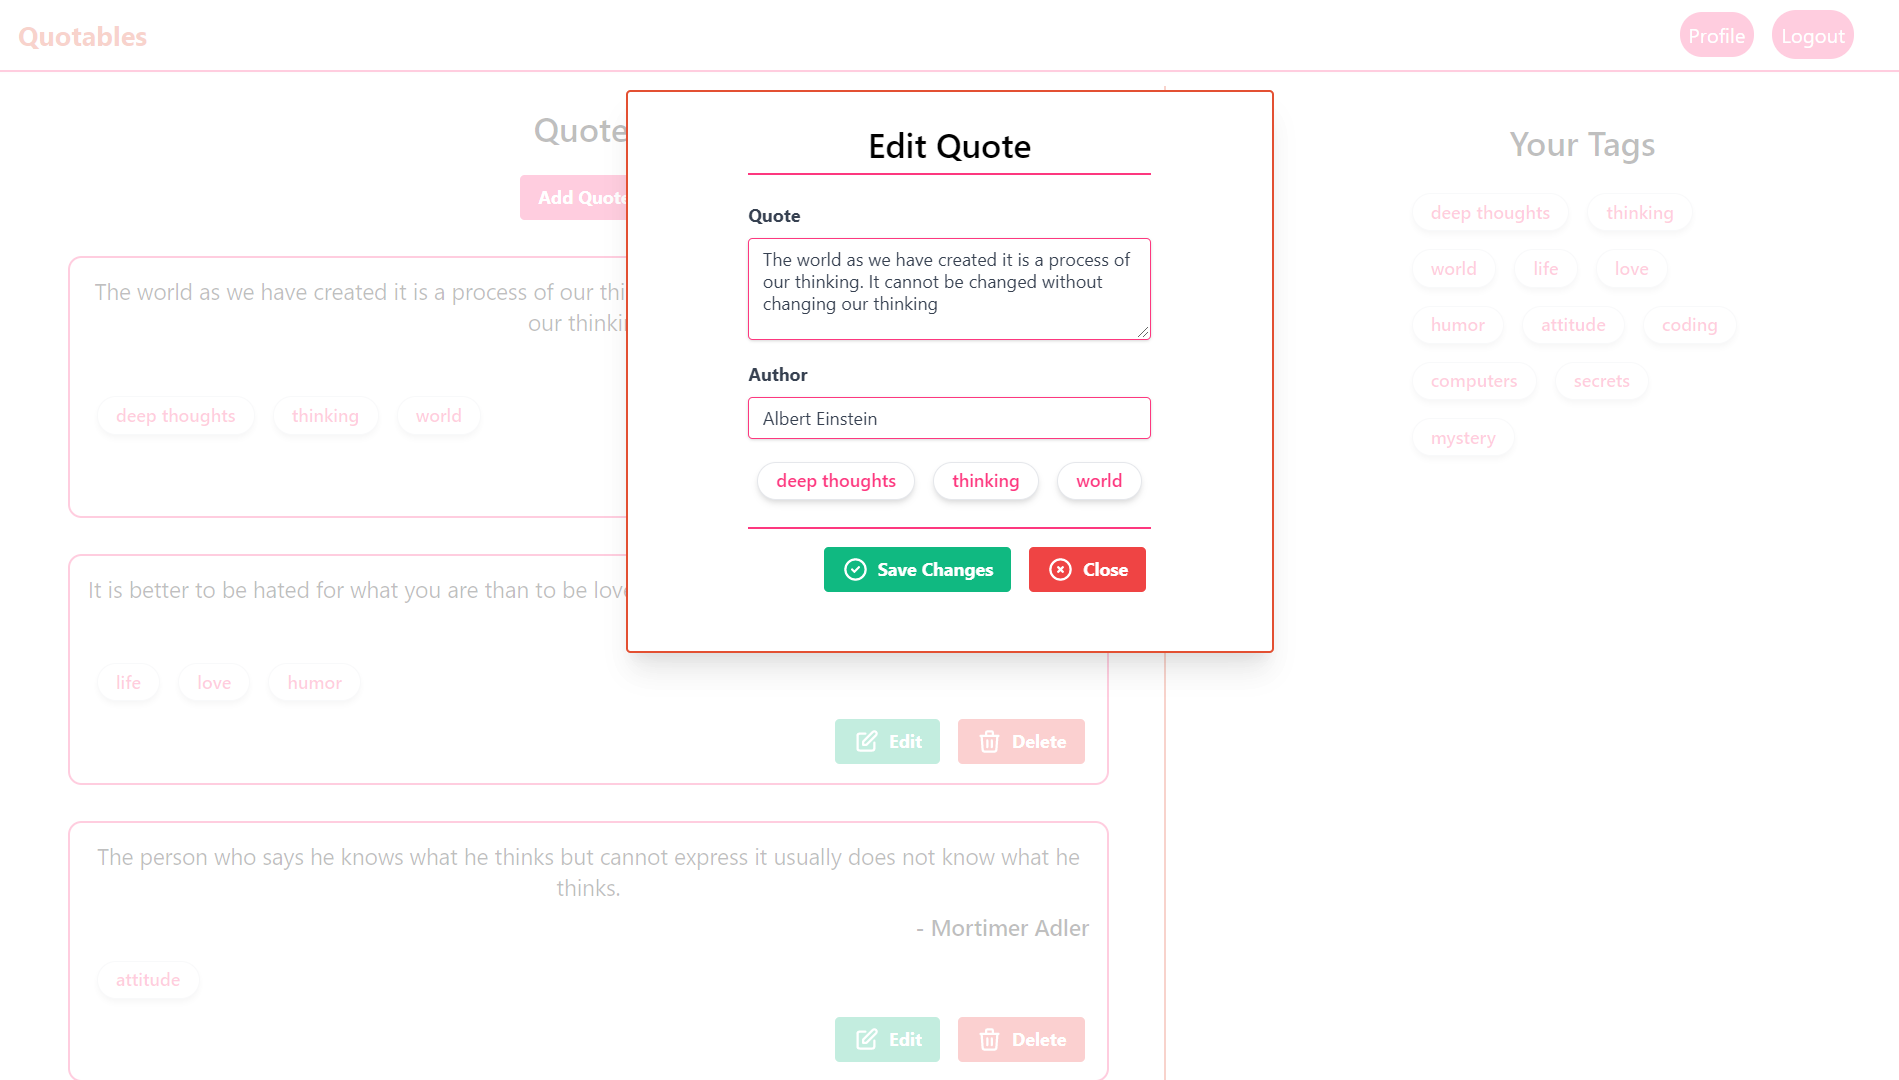 Quotables
Profile
Logout
Quote
Add Quote
The world as we have created it is a process of our thi
our thinki
deep thoughts
thinking
world
It is better to be hated for what you are than to be lov
life
love
humor
Edit
Delete
The person who says he knows what he thinks but cannot express it usually does not know what he
thinks.
- Mortimer Adler
attitude
Edit
Delete
Edit Quote
Quote
The world as we have created it is a process of
our thinking. It cannot be changed without
changing our thinking
Author
Albert Einstein
deep thoughts
thinking
world
Save Changes
Close
Your Tags
deep thoughts
thinking
world
life
love
humor
attitude
coding
computers
secrets
mystery